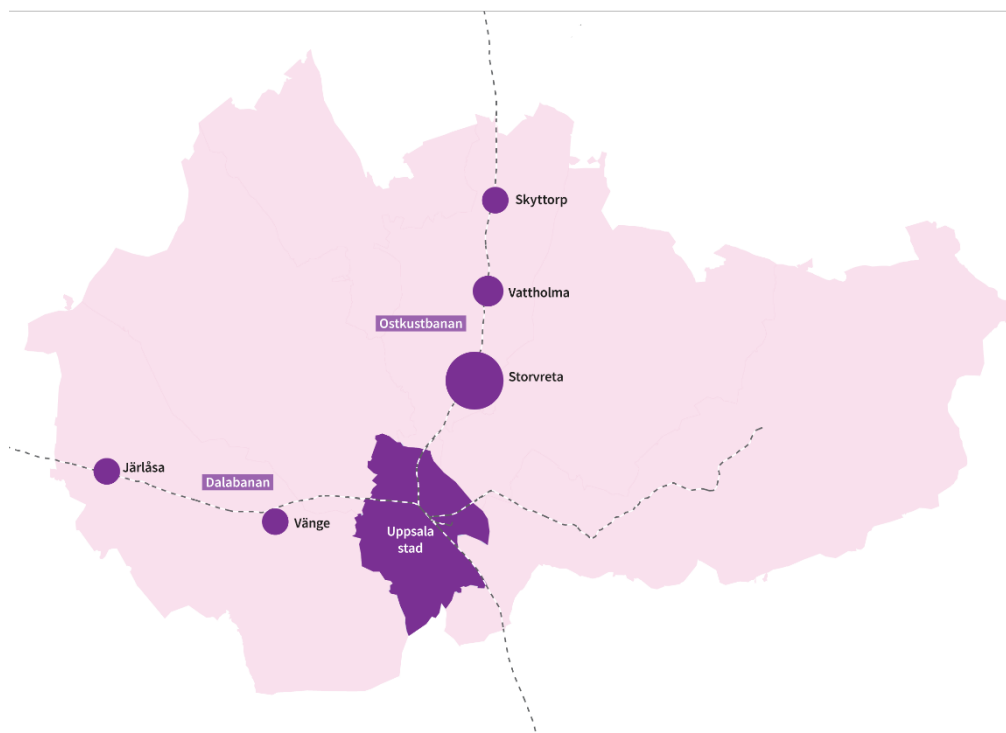 Skyttorp
Vattholma
Ostkustbanan
Storvreta
Järlåsa
Dalabanan
Vänge
Uppsala
stad